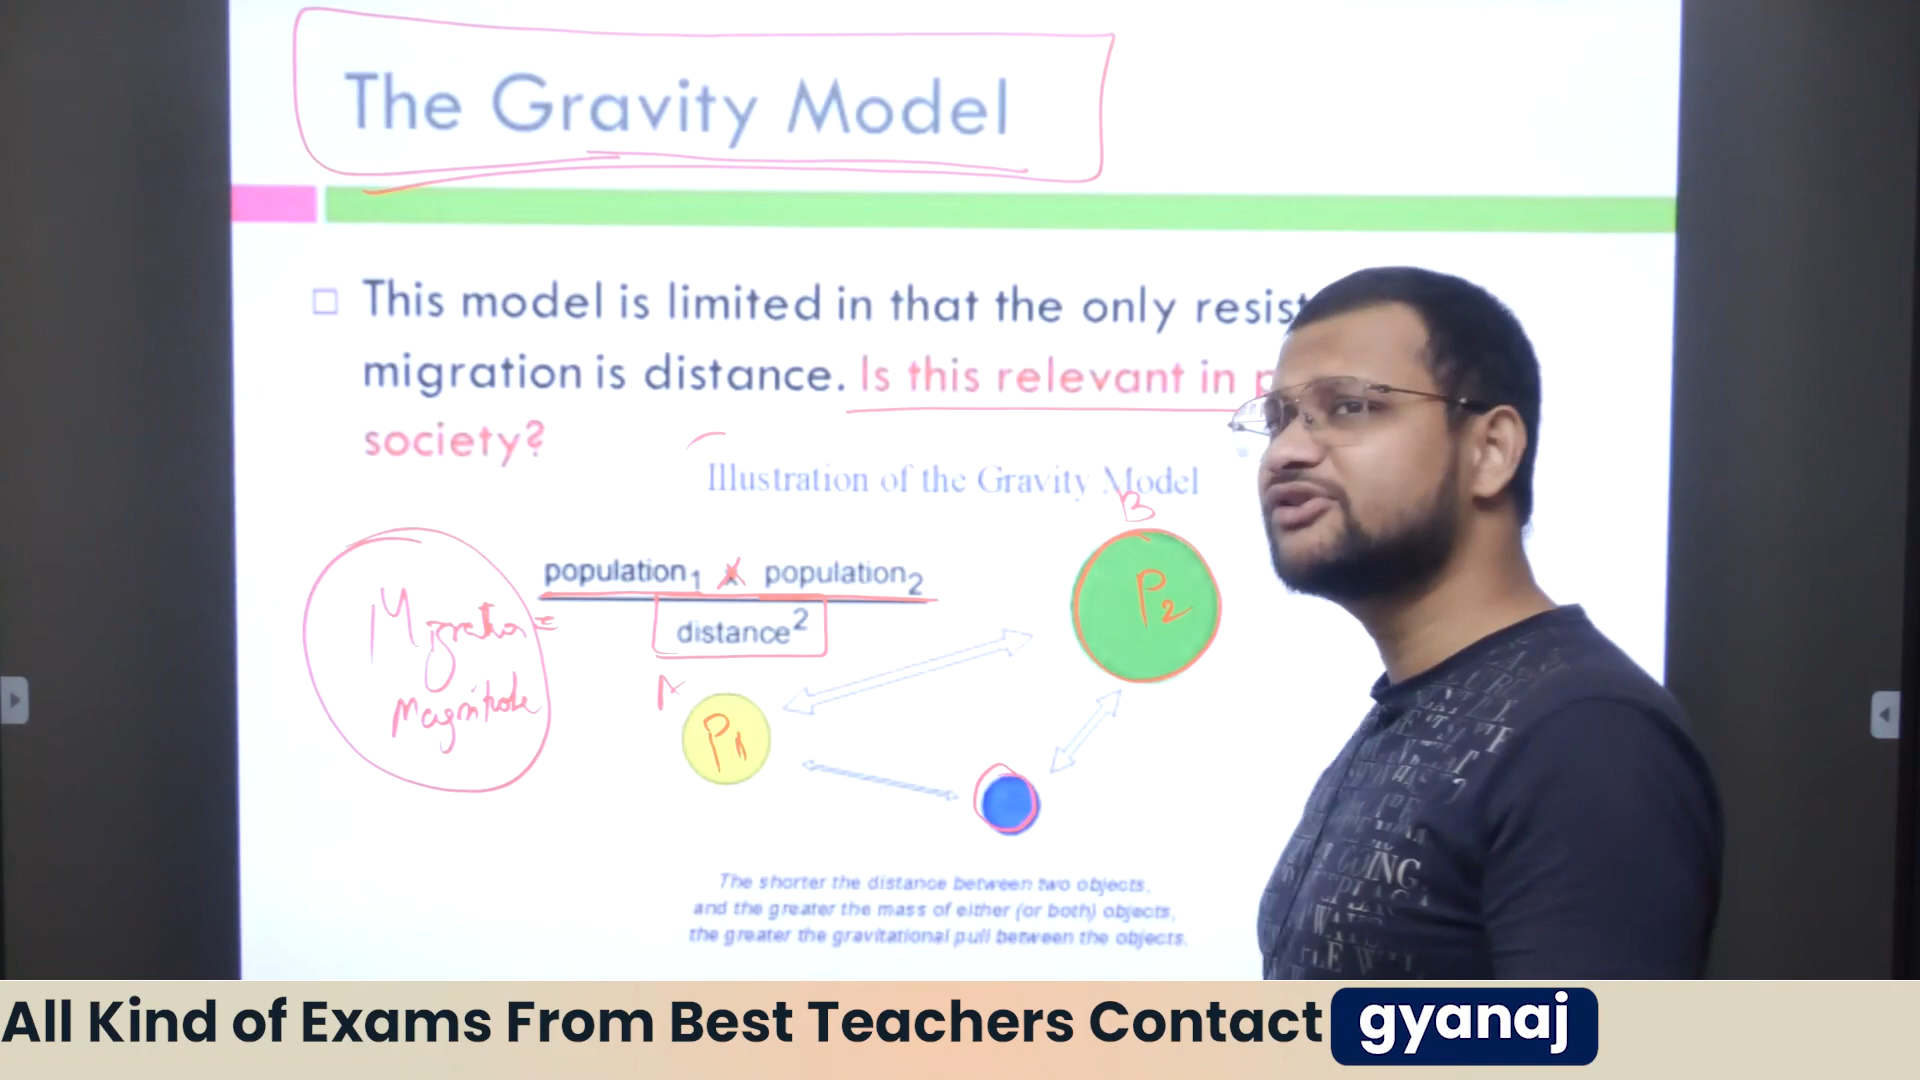 The Gravity Model
This model is limited in that the only resist
migration is distance. Is this relevant in p
society?
Illustration of the Gravity Model
B
population1 x population2
distance2
Migration =
Magnitude
P2
A
P1
The shorter the distance between two objects,
and the greater the mass of either (or both) objects,
the greater the gravitational pull between the objects.
GOING
All Kind of Exams From Best Teachers Contact gyanaj